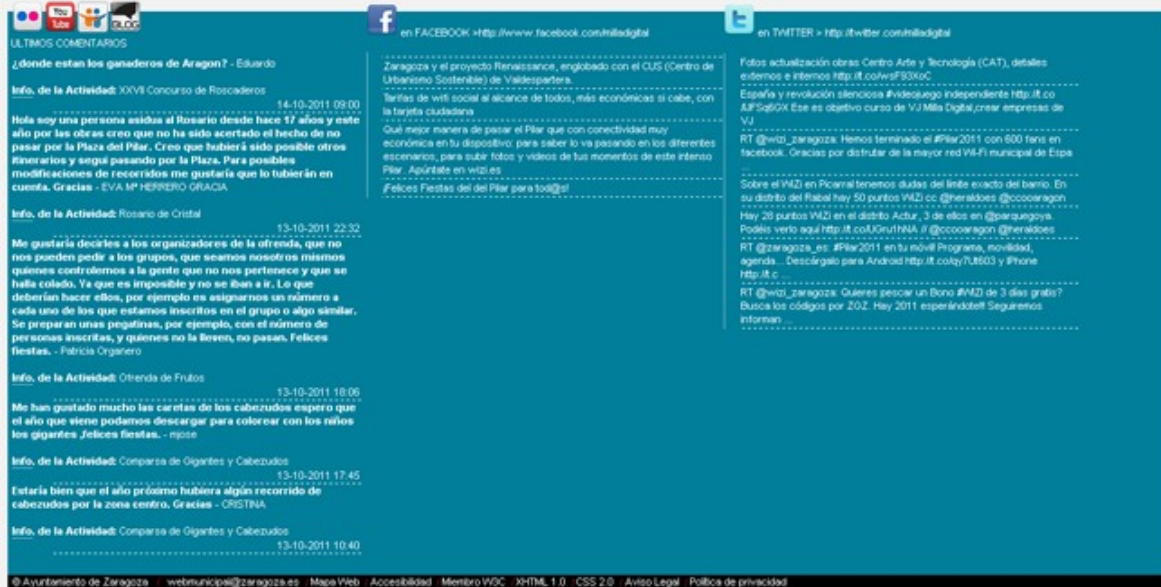 You
Tube
BLOG
ULTIMOS COMENTARIOS
¿donde estan los ganaderos de Aragon? - Eduardo
Info. de la Actividad: XXVII Concurso de Roscaderos
14-10-2011 09:00
Hola soy una persona asidua al Rosario desde hace 17 años y este
año por las obras creo que no ha sido acertado el hecho de no
pasar por la Plaza del Pilar. Creo que hubierá sido posible otros
itinerarios y segui pasando por la Plaza. Para posibles
modificaciones de recorridos me gustaría que lo tubierán en
cuenta. Gracias - EVA Mª HERRERO GRACIA
Info. de la Actividad: Rosario de Cristal
13-10-2011 22:32
Me gustaría decirles a los organizadores de la ofrenda, que no
nos pueden pedir a los grupos, que seamos nosotros mismos
quienes controlemos a la gente que no nos pertenece y que se
halla colado. Ya que es imposible y no se iban a ir. Lo que
deberían hacer ellos, por ejemplo es asignarnos un número a
cada uno de los que estamos inscritos en el grupo o algo similar.
Se preparan unas pegatinas, por ejemplo, con el número de
personas inscritas, y quienes no la lleven, no pasan. Felices
fiestas. - Patricia Organero
Info. de la Actividad: Ofrenda de Frutos
13-10-2011 18:06
Me han gustado mucho las caretas de los cabezudos espero que
el año que viene podamos descargar para colorear con los niños
los gigantes ,felices fiestas. - mjose
Info. de la Actividad: Comparsa de Gigantes y Cabezudos
13-10-2011 17:45
Estaría bien que el año próximo hubiera algún recorrido de
cabezudos por la zona centro. Gracias - CRISTINA
Info. de la Actividad: Comparsa de Gigantes y Cabezudos
13-10-2011 10:40
en FACEBOOK >http://www.facebook.com/milladigital
Zaragoza y el proyecto Renaissance, englobado con el CUS (Centro de
Urbanismo Sostenible) de Valdespartera.
Tarifas de wifi social al alcance de todos, más económicas si cabe, con
la tarjeta ciudadana
Qué mejor manera de pasar el Pilar que con conectividad muy
económica en tu dispositivo: para saber lo va pasando en los diferentes
escenarios, para subir fotos y videos de tus momentos de este intenso
Pilar. Apúntate en wizi.es
¡Felices Fiestas del del Pilar para tod@s!
en TWITTER > http://twitter.com/milladigital
Fotos actualización obras Centro Arte y Tecnología (CAT), detalles
externos e internos http://t.co/wsF93XoC
España y revolución silenciosa #videojuego independiente http://t.co
Ese es objetivo curso de VJ Milla Digital,crear empresas de
VJ
RT @wizi_zaragoza: Hemos terminado el #Pilar2011 con 600 fans en
facebook. Gracias por disfrutar de la mayor red Wi-Fi municipal de Espa
...
Sobre el WiZi en Picarral tenemos dudas del límite exacto del barrio. En
su distrito del Rabal hay 50 puntos WiZi cc @heraldoes @ccooaragon
Hay 28 puntos WiZi en el distrito Actur, 3 de ellos en @parquegoya.
Podéis verlo aquí http://t.co/UGru1hNA // @ccooaragon @heraldoes
RT @zaragoza_es: #Pilar2011 en tu móvil! Programa, movilidad,
agenda... Descárgalo para Android http://t.co/qy7Ut603 y iPhone
http://t.c ...
RT @wizi_zaragoza: Quieres pescar un Bono #WiZi de 3 días gratis?
Busca los códigos por ZGZ. Hay 2011 esperándote!! Seguiremos
informan ...
© Ayuntamiento de Zaragoza / webmunicipal@zaragoza.es / Mapa Web / Accesibilidad / Miembro W3C / XHTML 1.0 / CSS 2.0 / Aviso Legal / Política de privacidad